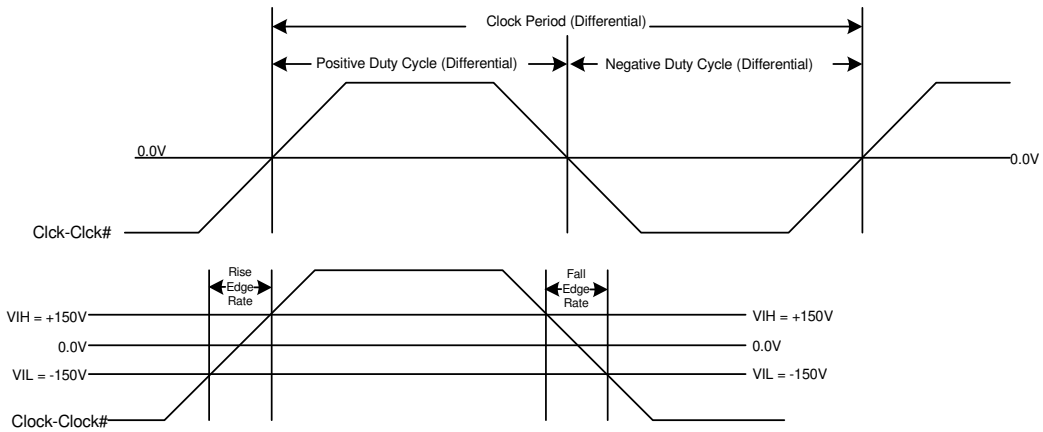 Clock Period (Differential)
Positive Duty Cycle (Differential)
Negative Duty Cycle (Differential)
0.0V
0.0V
Clck-Clck#
Rise
Edge
Rate
Fall
Edge
Rate
VIH = +150V
VIH = +150V
0.0V
0.0V
VIL = -150V
VIL = -150V
Clock-Clock#